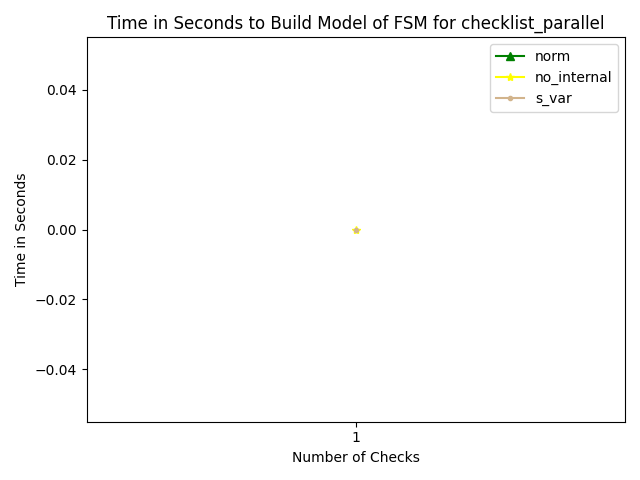 Time in Seconds to Build Model of FSM for checklist_parallel
norm
no_internal
s_var
0.04
0.02
0.00
−0.02
−0.04
Time in Seconds
1
Number of Checks